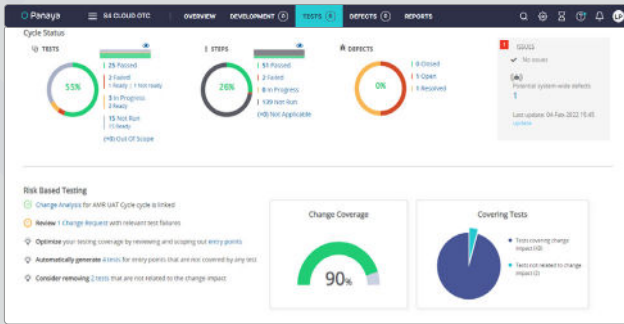 Panaya
S4 CLOUD OTC
OVERVIEW
DEVELOPMENT 0
TESTS
DEFECTS
REPORTS
LP
Cycle Status
TESTS
55%
25 Passed
2 Failed
1 Ready | 1 Not ready
3 In Progress
3 Ready
15 Not Run
15 Ready
(+0) Out Of Scope
STEPS
26%
51 Passed
2 Failed
0 In Progress
139 Not Run
(+0) Not Applicable
DEFECTS
0%
0 Closed
1 Open
1 Resolved
ISSUES
No issues
Potential system-wide defects
1
Last update: 04-Feb-2022 15:45
update
Risk Based Testing
Change Analysis for AMR UAT Cycle cycle is linked
Review 1 Change Request with relevant test failures
Optimize your testing coverage by reviewing and scoping out entry points
Automatically generate 4 tests for entry points that are not covered by any test
Consider removing 2 tests that are not related to the change impact
Change Coverage
90%
Covering Tests
Tests covering change
impact (43)
Tests not related to change
impact (2)